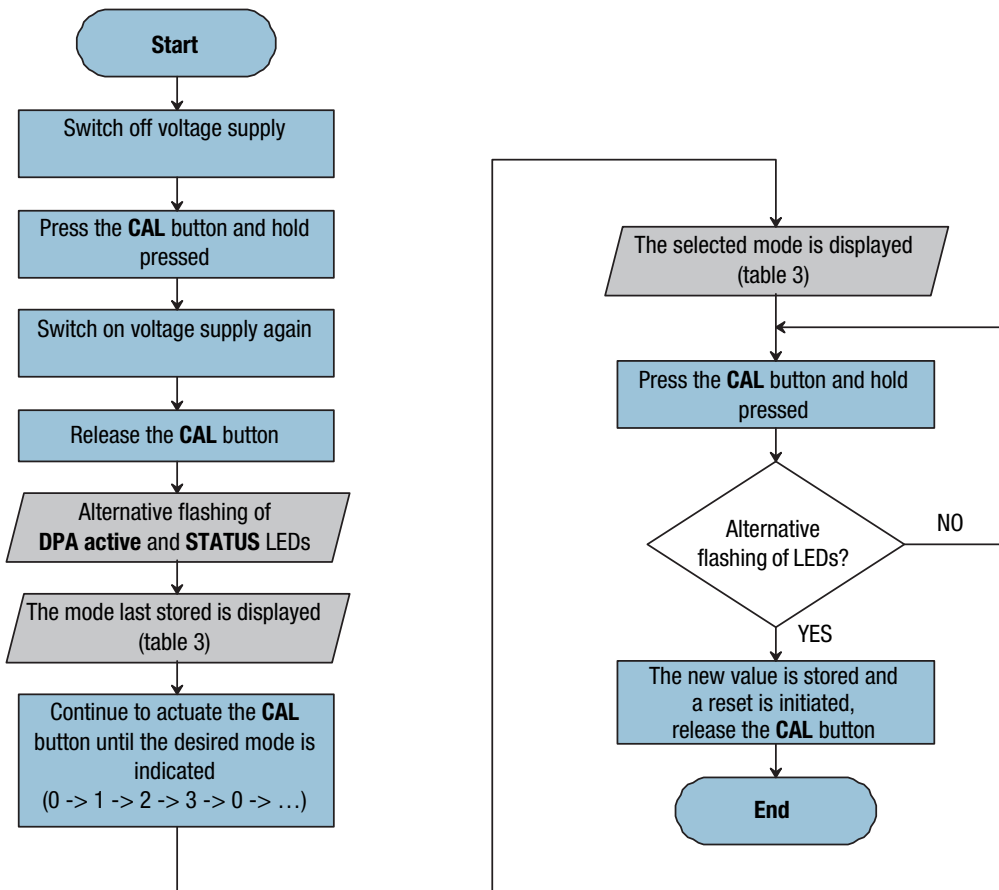 Start
Switch off voltage supply
Press the CAL button and hold
pressed
Switch on voltage supply again
Release the CAL button
Alternative flashing of
DPA active and STATUS LEDs
The mode last stored is displayed
(table 3)
Continue to actuate the CAL
button until the desired mode is
indicated
(0 -> 1 -> 2 -> 3 -> 0 -> …)
The selected mode is displayed
(table 3)
Press the CAL button and hold
pressed
Alternative
flashing of LEDs?
NO
YES
The new value is stored and
a reset is initiated,
release the CAL button
End